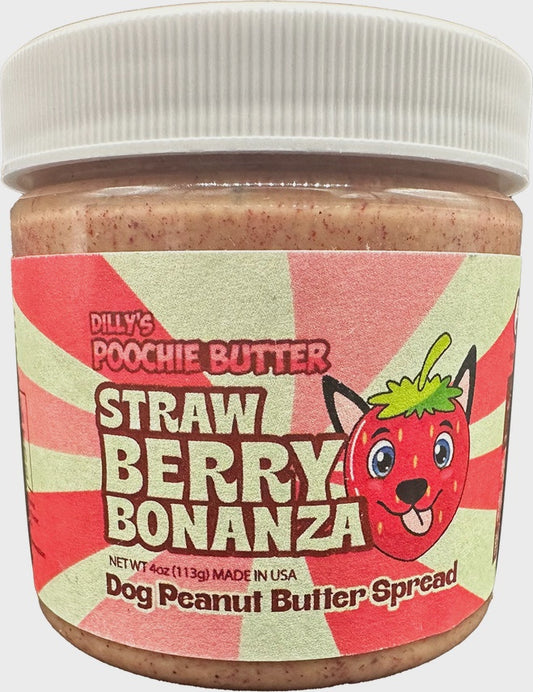 DILLY'S
POOCHIE BUTTER
STRAW
BERRY
BONANZA
NET WT 4oz (113g) MADE IN USA
Dog Peanut Butter Spread